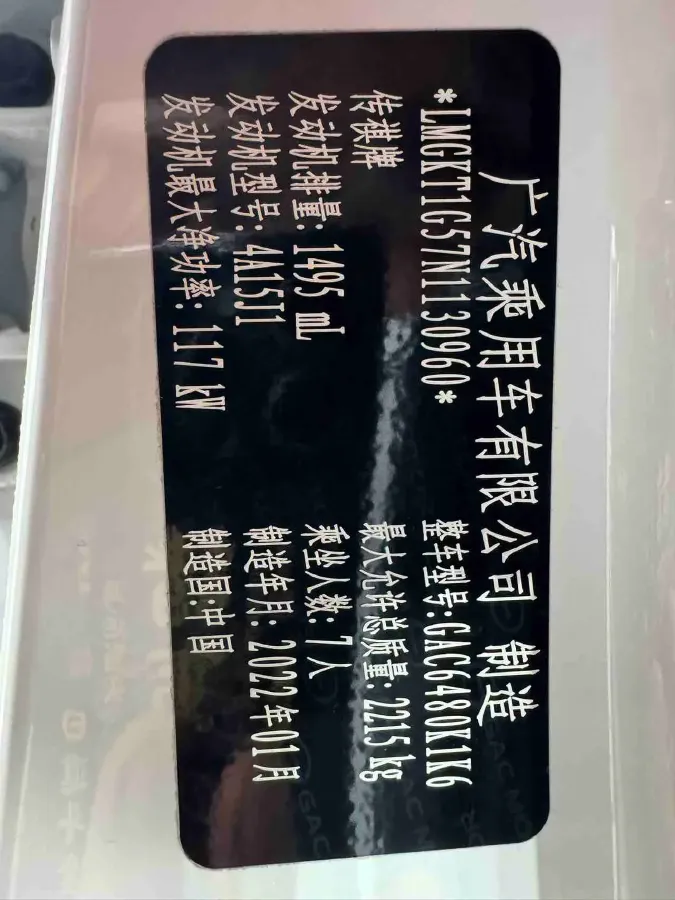 广汽乘用车有限公司 制造
*LMGKT1G57N1130960*
整车型号:GAC6480K1K6
传祺牌
最大允许总质量:2215 kg
发动机排量:1495 mL
乘坐人数:7人
发动机型号:4A15J1
制造年月:2022年01月
发动机最大净功率:117 kW
制造国:中国